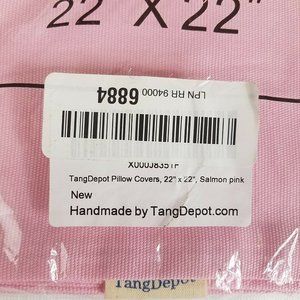 22" X 22"
LPN RR 94000
6884
TangDepot Pillow Covers, 22" x 22", Salmon pink
New
Handmade by TangDepot.com
TangDepot